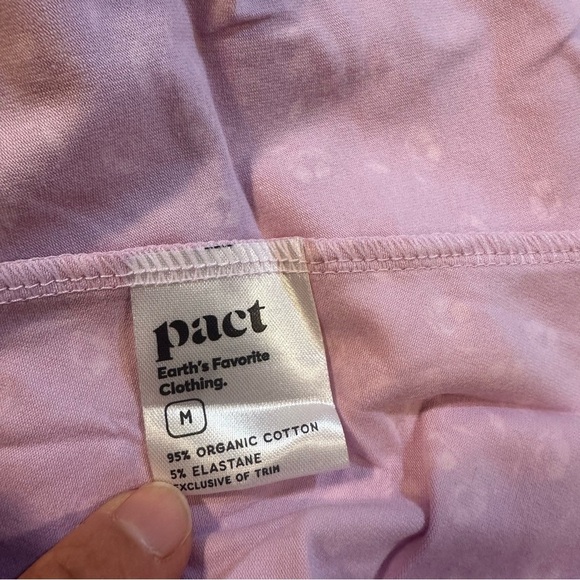 pact
Earth's Favorite
Clothing.
M
95% ORGANIC COTTON
5% ELASTANE
EXCLUSIVE OF TRIM